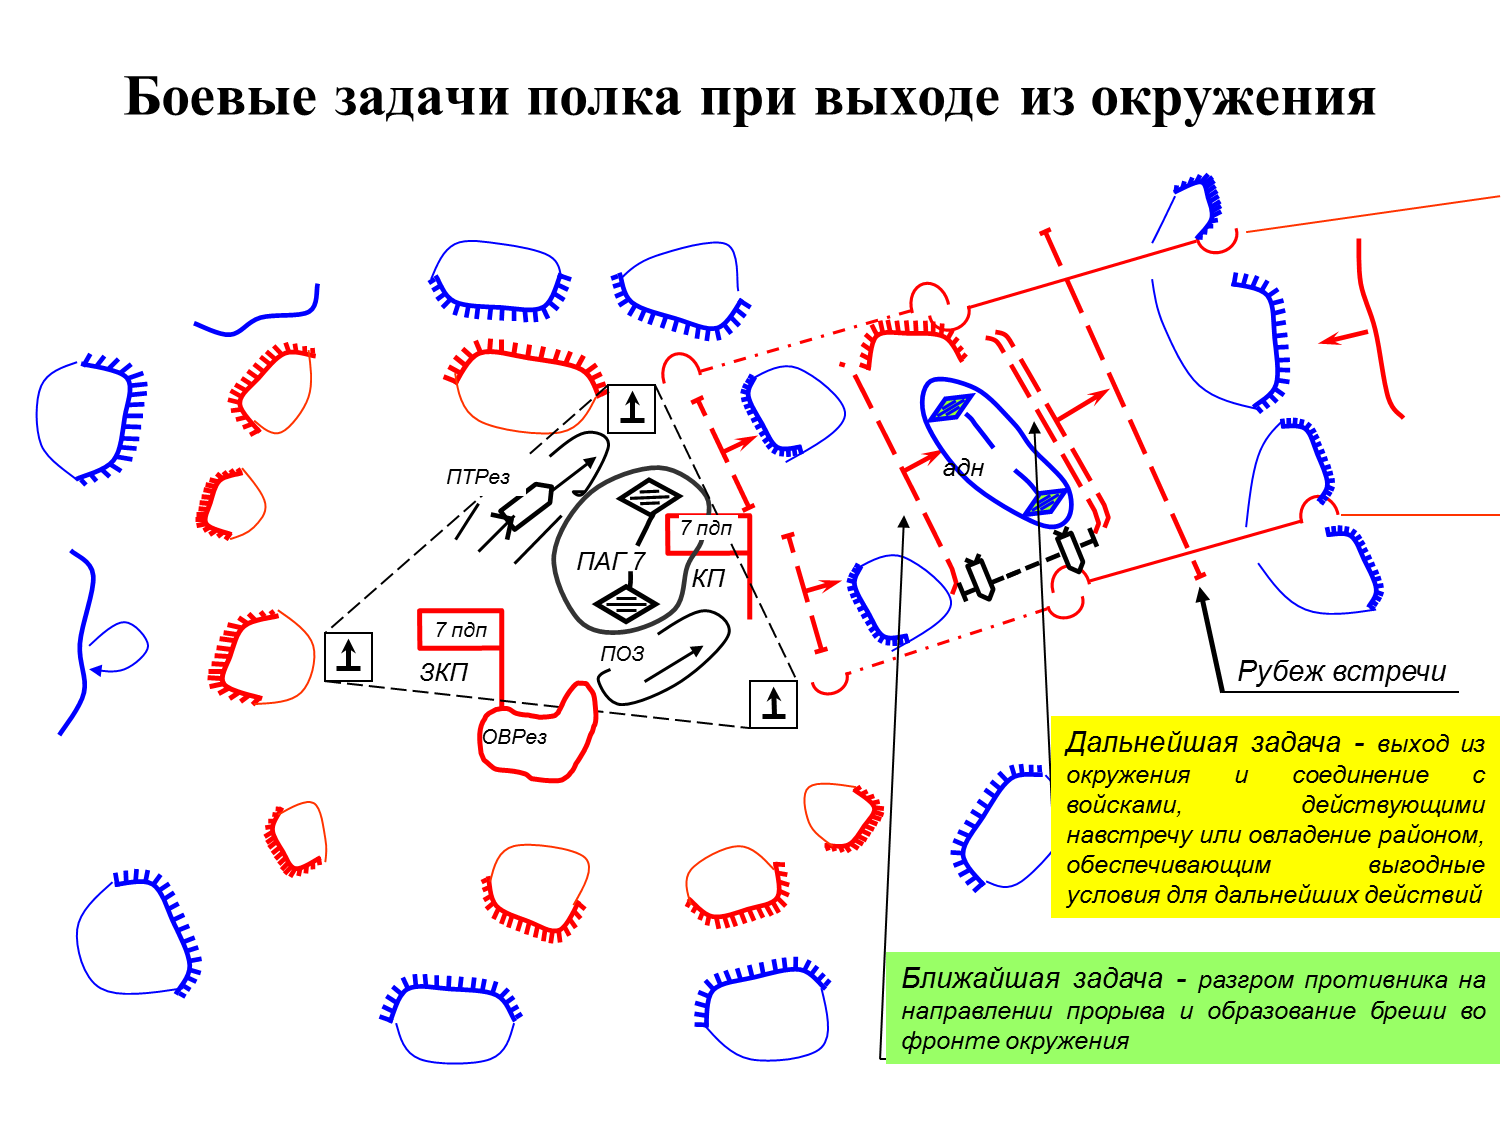 Боевые задачи полка при выходе из окружения
ПТРез
адн
7 пдп
ПАГ 7
КП
7 пдп
ПОЗ
ЗКП
Рубеж встречи
ОВРез
Дальнейшая задача - выход из
окружения и соединение с
войсками, действующими
навстречу или овладение районом,
обеспечивающим выгодные
условия для дальнейших действий
Ближайшая задача - разгром противника на
направлении прорыва и образование бреши во
фронте окружения